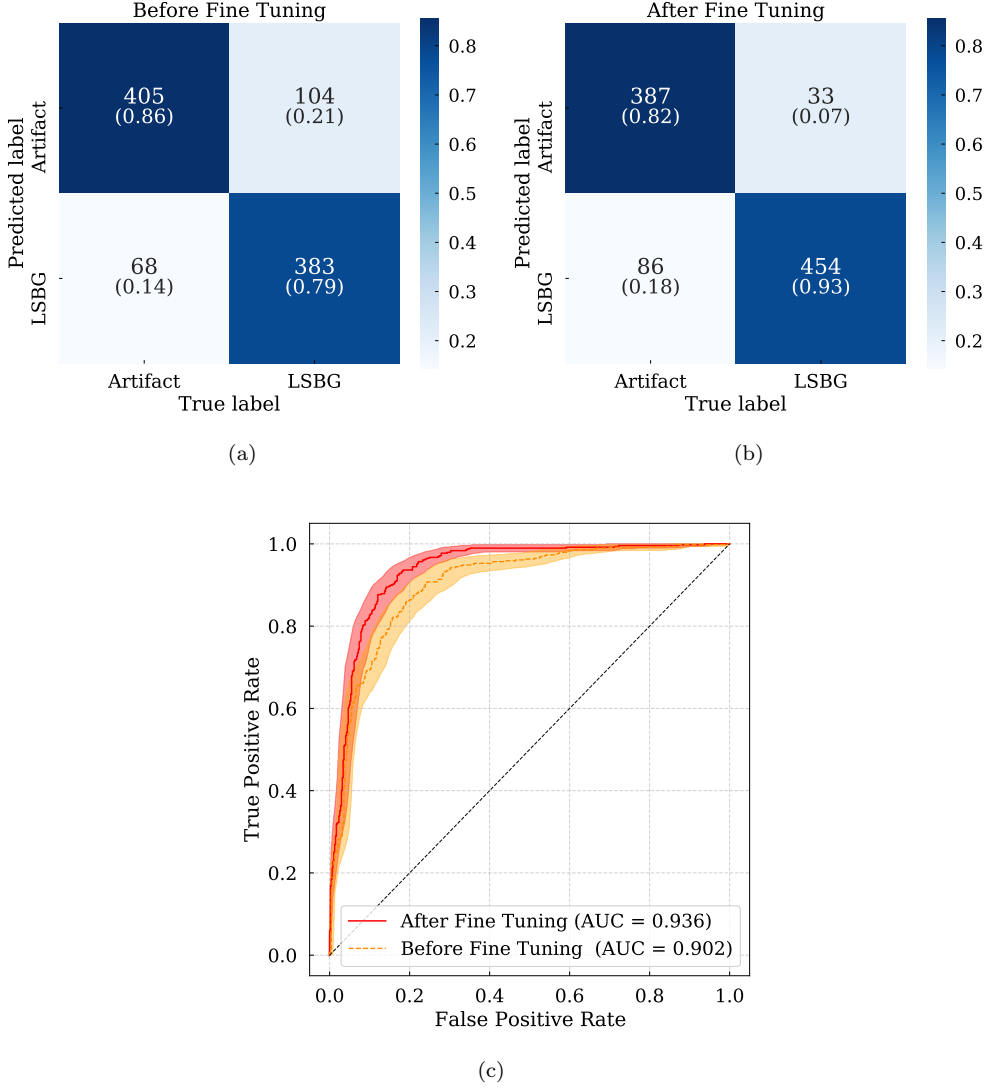 Before Fine Tuning
405
(0.86)
104
(0.21)
68
(0.14)
383
(0.79)
Predicted label
Artifact
LSBG
Artifact
LSBG
True label
0.8
0.7
0.6
0.5
0.4
0.3
0.2
(a)
After Fine Tuning
387
(0.82)
33
(0.07)
86
(0.18)
454
(0.93)
Predicted label
Artifact
LSBG
Artifact
LSBG
True label
0.8
0.7
0.6
0.5
0.4
0.3
0.2
(b)
True Positive Rate
1.0
0.8
0.6
0.4
0.2
0.0
After Fine Tuning (AUC = 0.936)
Before Fine Tuning (AUC = 0.902)
0.0
0.2
0.4
0.6
0.8
1.0
False Positive Rate
(c)